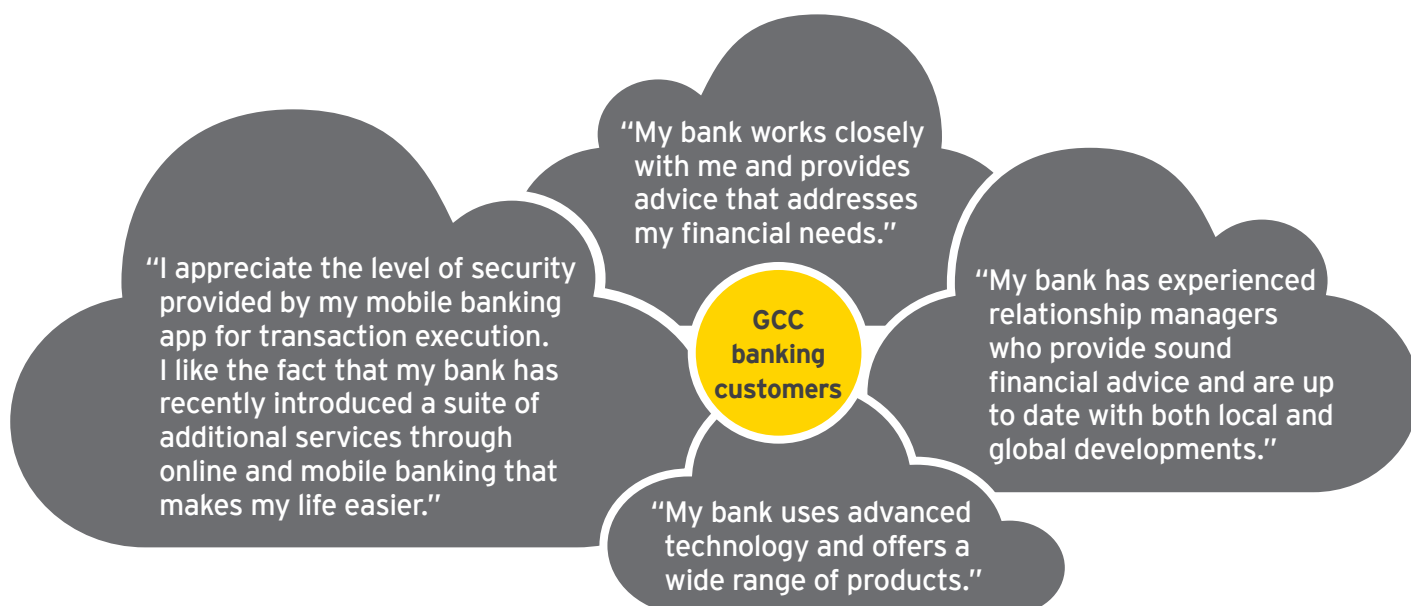 “My bank works closely
with me and provides
advice that addresses
my financial needs.”
“I appreciate the level of security
provided by my mobile banking
app for transaction execution.
I like the fact that my bank has
recently introduced a suite of
additional services through
online and mobile banking that
makes my life easier.”
GCC
banking
customers
“My bank has experienced
relationship managers
who provide sound
financial advice and are up
to date with both local and
global developments.”
“My bank uses advanced
technology and offers a
wide range of products.”